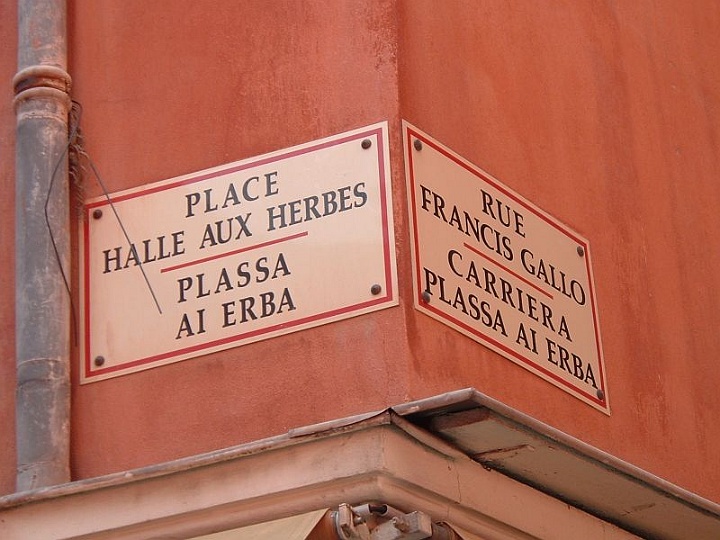 PLACE
HALLE AUX HERBES
PLASSA
AI ERBA
RUE
FRANCIS GALLO
CARRIERA
PLASSA AI ERBA